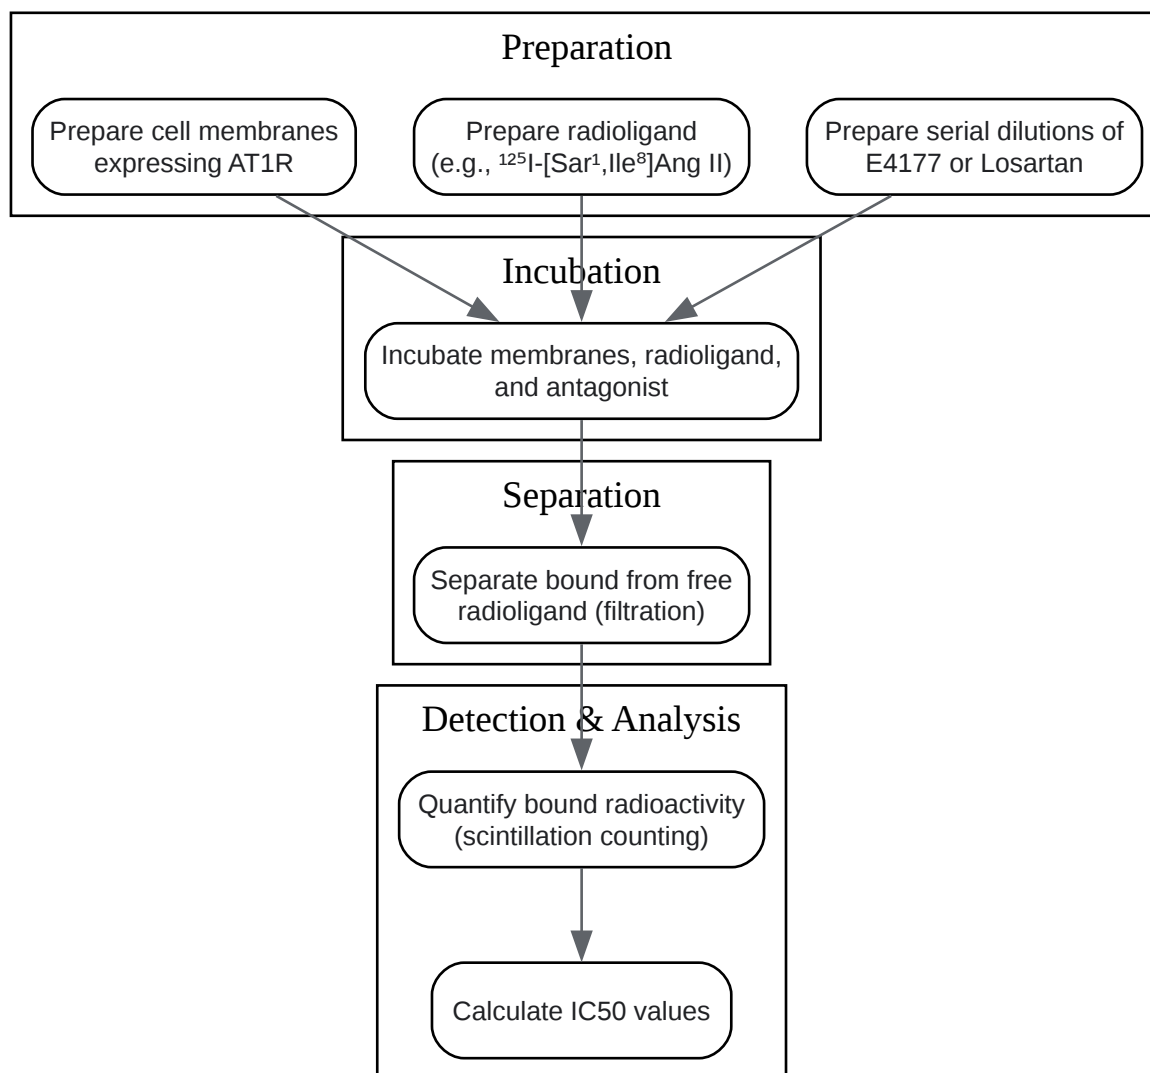 Preparation
Prepare cell membranes
expressing AT1R
Prepare radioligand
(e.g., ¹²⁵I-[Sar¹,Ile⁸]Ang II)
Prepare serial dilutions of
E4177 or Losartan
Incubation
Incubate membranes, radioligand,
and antagonist
Separation
Separate bound from free
radioligand (filtration)
Detection & Analysis
Quantify bound radioactivity
(scintillation counting)
Calculate IC50 values